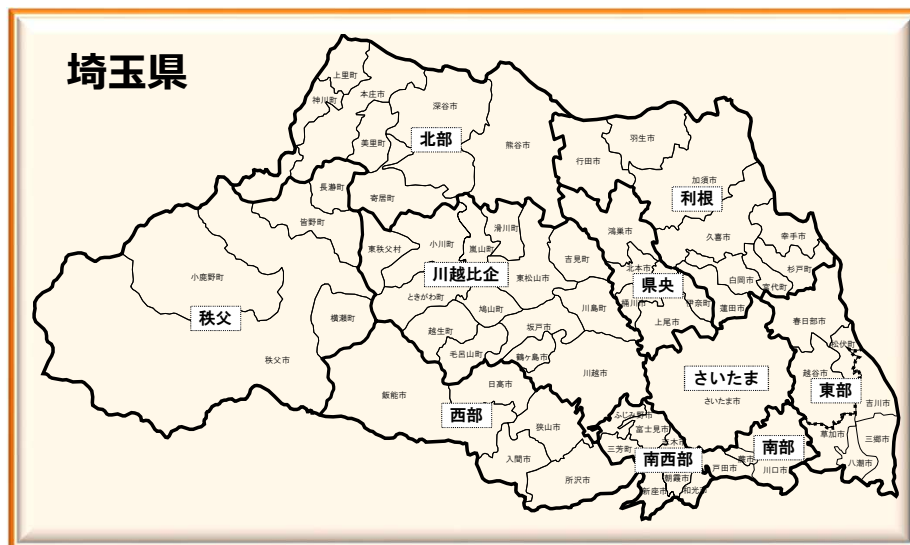 埼玉県
上里町
神川町
本庄市
深谷市
美里町
北部
熊谷市
羽生市
行田市
加須市
利根
長瀞町
寄居町
皆野町
小川町
嵐山町
滑川町
東秩父村
吉見町
鴻巣市
久喜市
幸手市
北本市
杉戸町
小鹿野町
川越比企
東松山市
県央
白岡市
宮代町
ときがわ町
鳩山町
川島町
桶川市
伊奈町
蓮田市
秩父
横瀬町
越生町
坂戸市
上尾市
春日部市
松伏町
秩父市
毛呂山町
鶴ヶ島市
川越市
さいたま
越谷市
飯能市
日高市
東部
さいたま市
吉川市
西部
ふじみ野市
狭山市
富士見市
草加市
三郷市
三芳町
志木市
南部
入間市
南西部
蕨市
戸田市
川口市
八潮市
所沢市
朝霞市
新座市
和光市